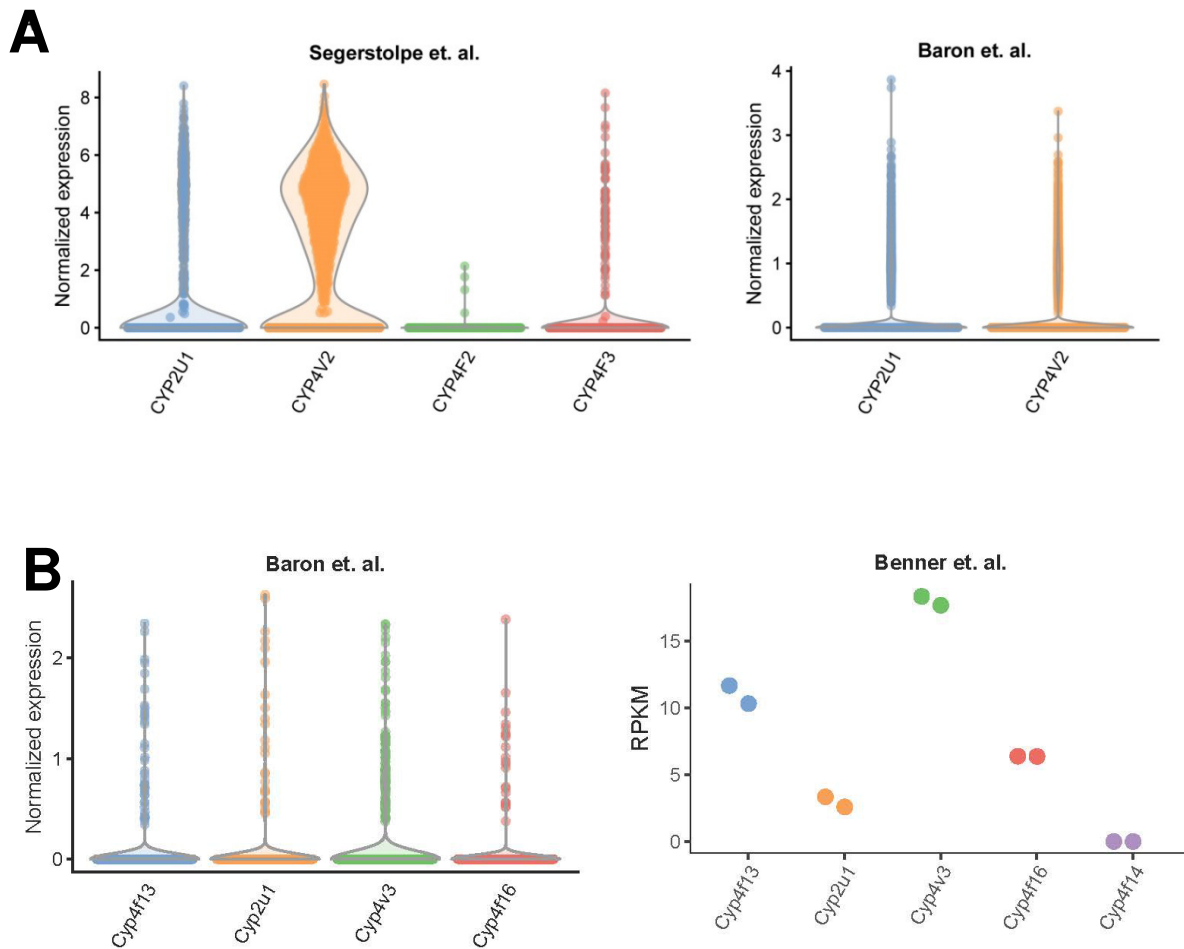 A
Segerstolpe et. al.
Normalized expression
8
6
4
2
0
CYP2U1
CYP4V2
CYP4F2
CYP4F3
Baron et. al.
Normalized expression
4
3
2
1
0
CYP2U1
CYP4V2
B
Baron et. al.
Normalized expression
2
1
0
Cyp4f13
Cyp2u1
Cyp4v3
Cyp4f16
Benner et. al.
RPKM
15
10
5
0
Cyp4f13
Cyp2u1
Cyp4v3
Cyp4f16
Cyp4f14